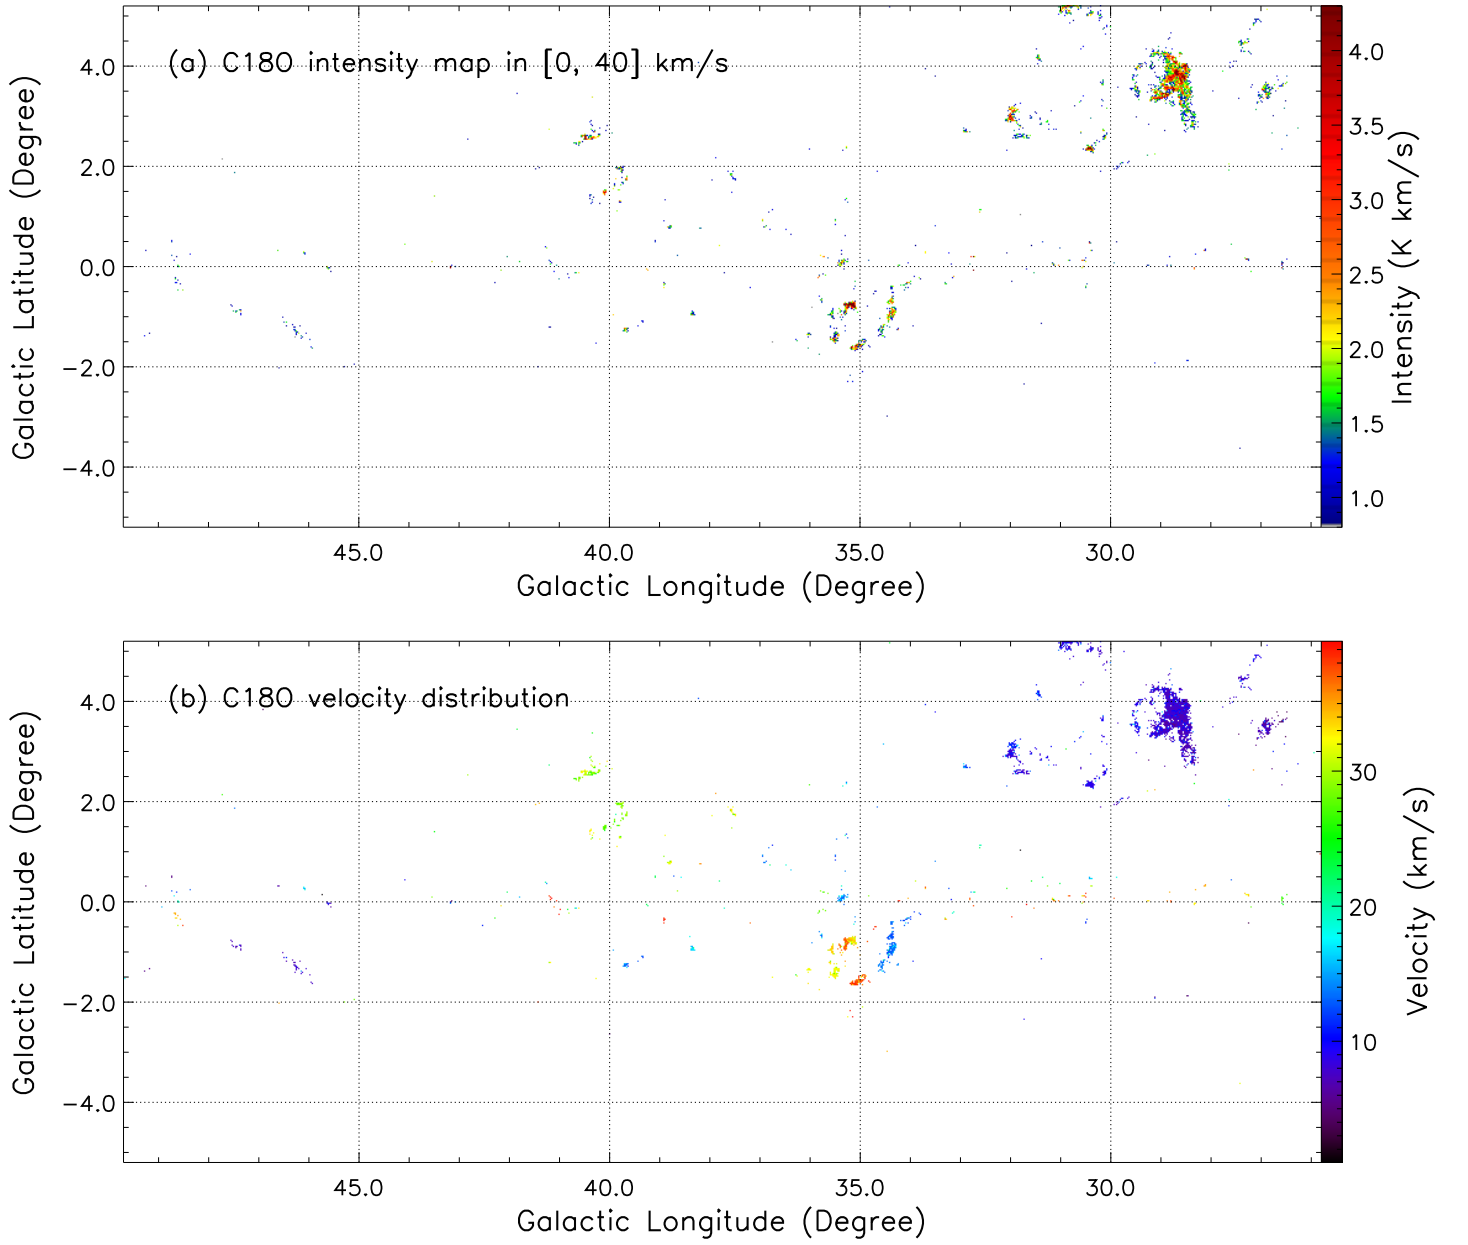 (a) C18O intensity map in [0, 40] km/s
Galactic Latitude (Degree)
4.0
2.0
0.0
−2.0
−4.0
45.0 40.0 35.0 30.0
Galactic Longitude (Degree)
4.0
3.5
3.0
2.5
2.0
1.5
1.0
Intensity (K km/s)
(b) C18O velocity distribution
Galactic Latitude (Degree)
4.0
2.0
0.0
−2.0
−4.0
45.0 40.0 35.0 30.0
Galactic Longitude (Degree)
30
20
10
Velocity (km/s)